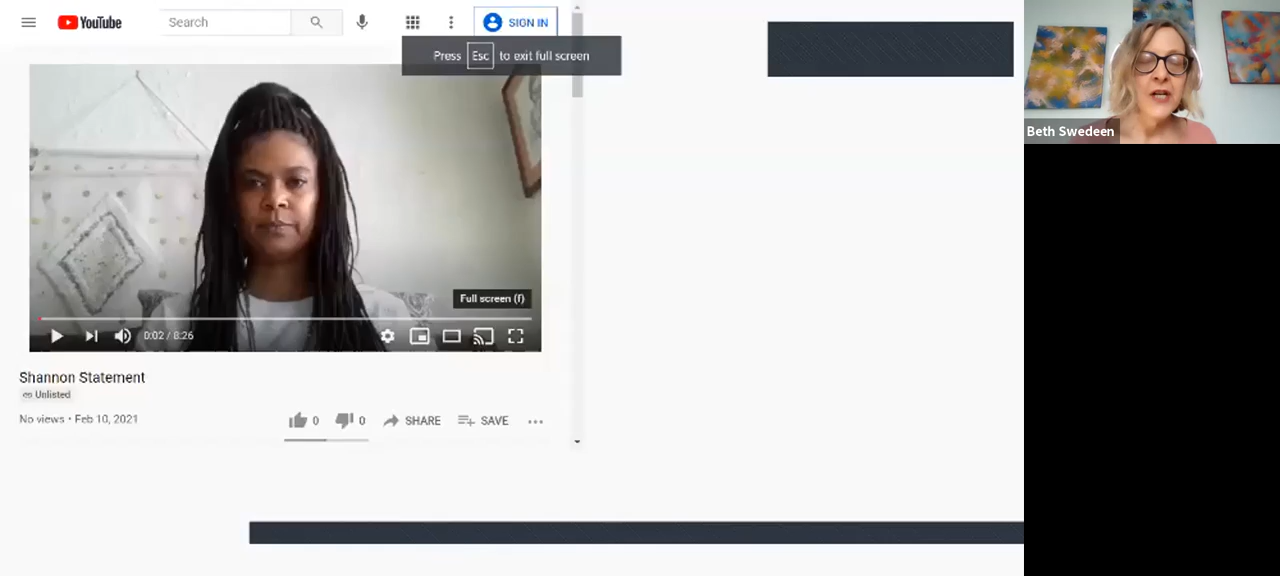 YouTube
Search
SIGN IN
Press Esc to exit full screen
Full screen (f)
0:02 / 8:26
Shannon Statement
Unlisted
No views • Feb 10, 2021
0
0
SHARE
SAVE
Beth Swedeen